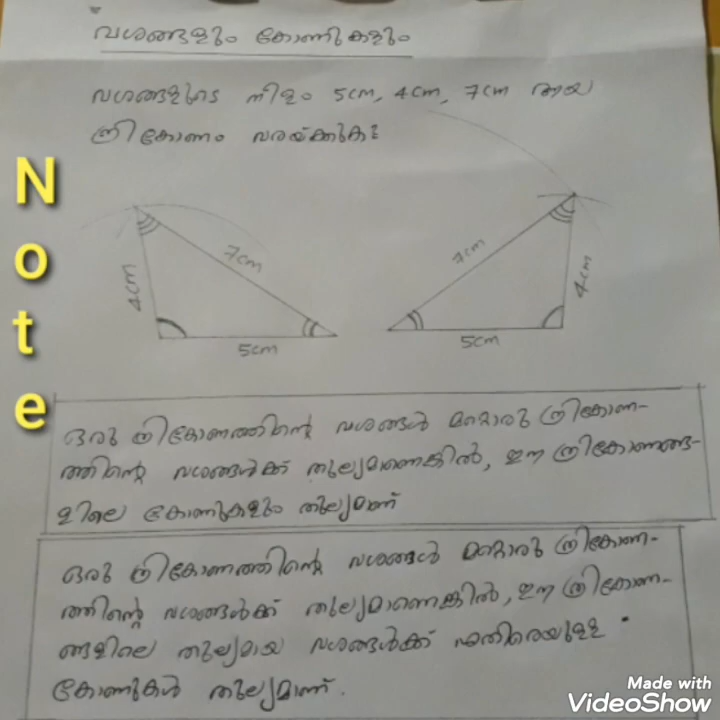 വശങ്ങളും കോണുകളും
വശങ്ങളുടെ നീളം 5cm, 4cm, 7cm ആയ
ത്രികോണം വരയ്ക്കുക:
Note
4cm
7cm
5cm
7cm
4cm
5cm
ഒരു ത്രികോണത്തിന്റെ വശങ്ങൾ മറ്റൊരു ത്രികോണ-
ത്തിന്റെ വശങ്ങൾക്ക് തുല്യമാണെങ്കിൽ, ഈ ത്രികോണങ്ങ-
ളിലെ കോണുകളും തുല്യമാണ്
ഒരു ത്രികോണത്തിന്റെ വശങ്ങൾ മറ്റൊരു ത്രികോണ-
ത്തിന്റെ വശങ്ങൾക്ക് തുല്യമാണെങ്കിൽ, ഈ ത്രികോണ-
ങ്ങളിലെ തുല്യമായ വശങ്ങൾക്ക് എതിരെയുള്ള
കോണുകൾ തുല്യമാണ്.
Made with
VideoShow